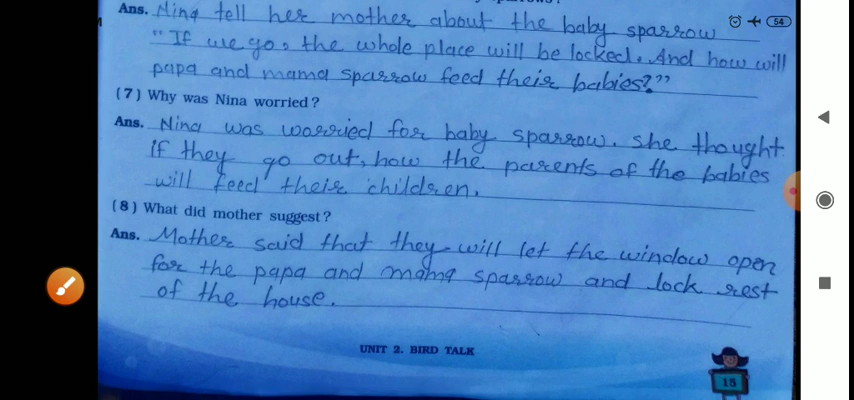 Ans. Nina tell her mother about the baby sparrow
54
"If we go, the whole place will be locked. And how will
papa and mama sparrow feed their babies?"
(7) Why was Nina worried?
Ans. Nina was worried for baby sparrow. She thought
if they go out, how the parents of the babies
will feed their children.
(8) What did mother suggest?
Ans. Mother said that they will let the window open
for the papa and mama sparrow and lock rest
of the house.
UNIT 2. BIRD TALK
15